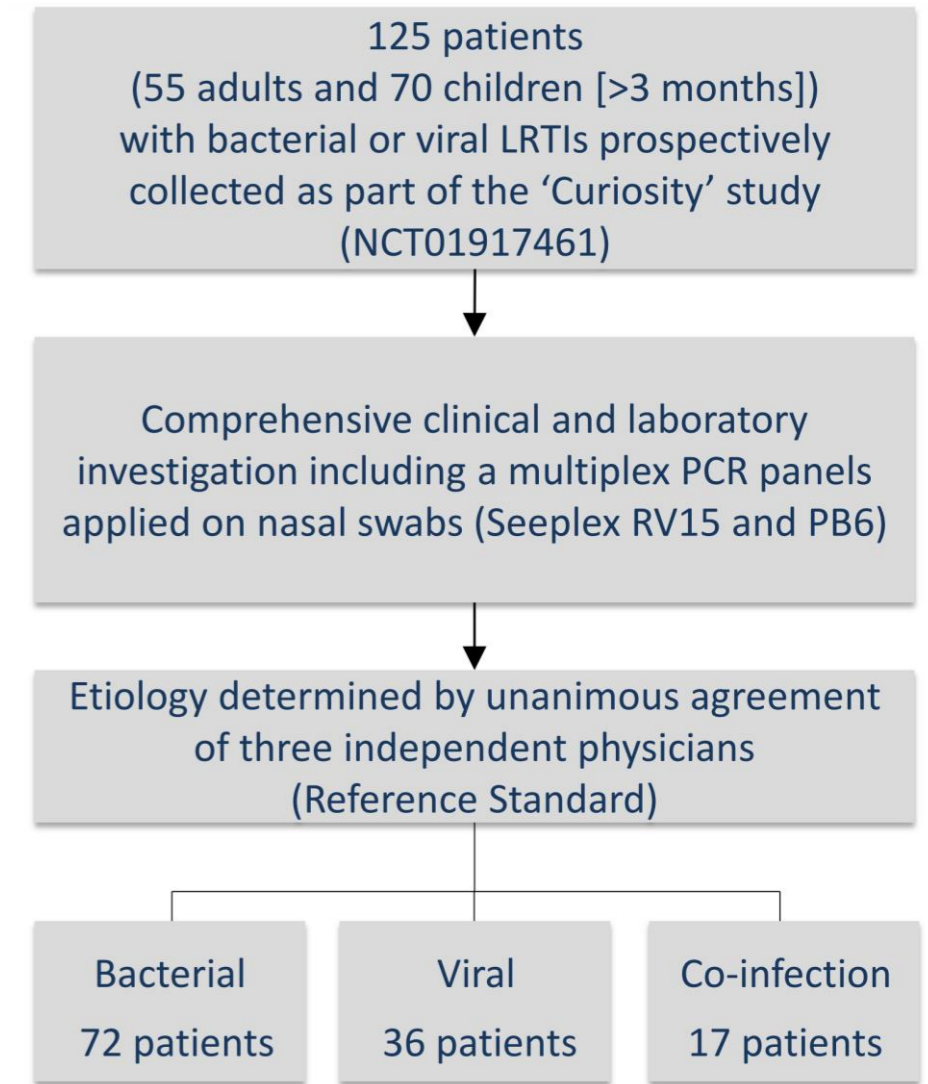 125 patients
(55 adults and 70 children [>3 months])
with bacterial or viral LRTIs prospectively
collected as part of the ‘Curiosity’ study
(NCT01917461)
Comprehensive clinical and laboratory
investigation including a multiplex PCR panels
applied on nasal swabs (Seeplex RV15 and PB6)
Etiology determined by unanimous agreement
of three independent physicians
(Reference Standard)
Bacterial
72 patients
Viral
36 patients
Co-infection
17 patients